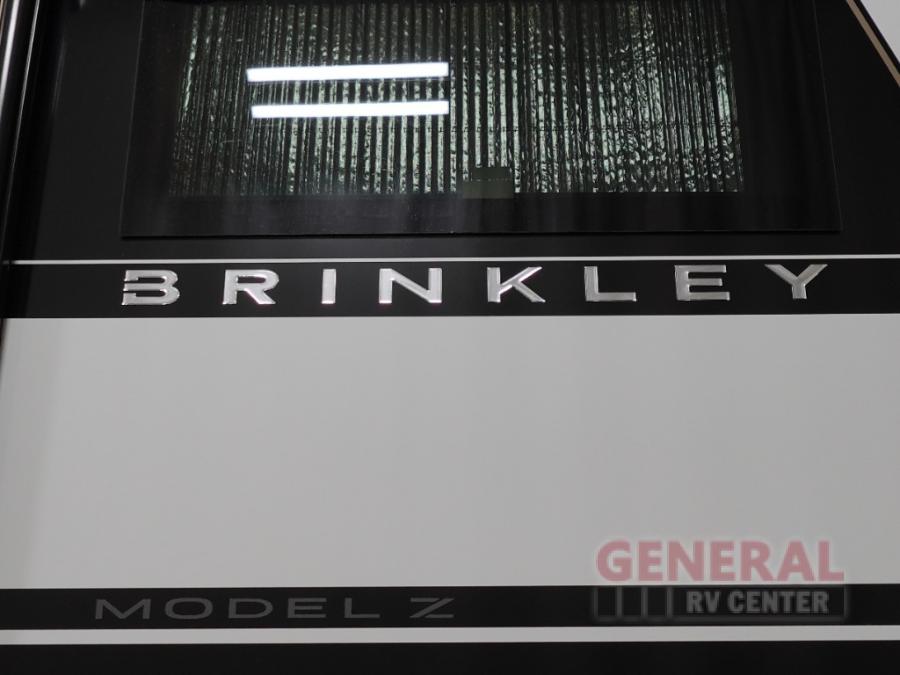 BRINKLEY
MODEL Z
GENERAL
RV CENTER